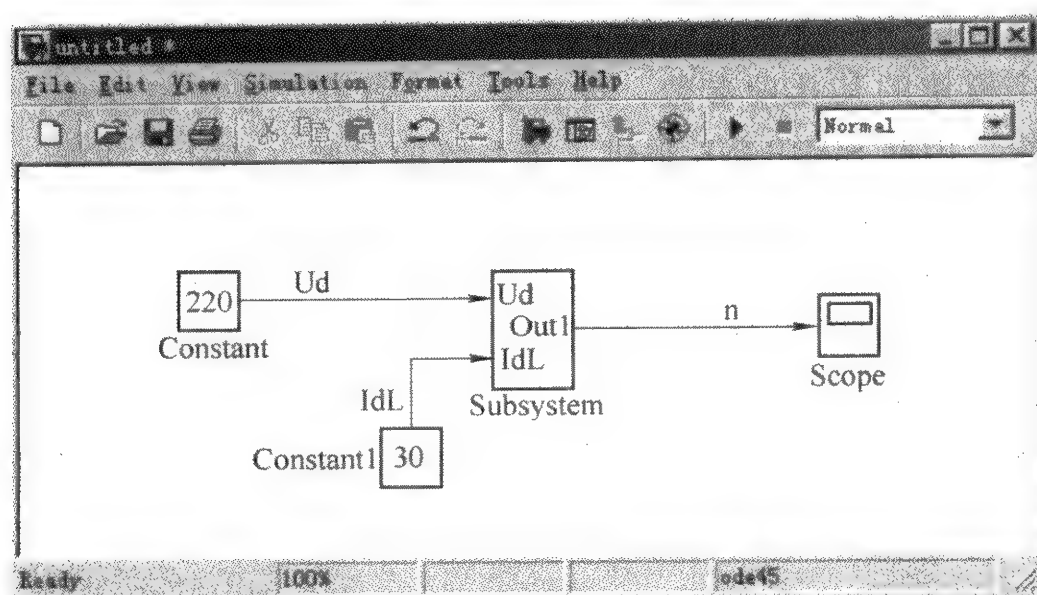 untitled *
File Edit View Simulation Format Tools Help
Normal
220
Ud
Constant
Ud
Out1
IdL
Subsystem
n
Scope
IdL
Constant1
30
Ready 100% ode45